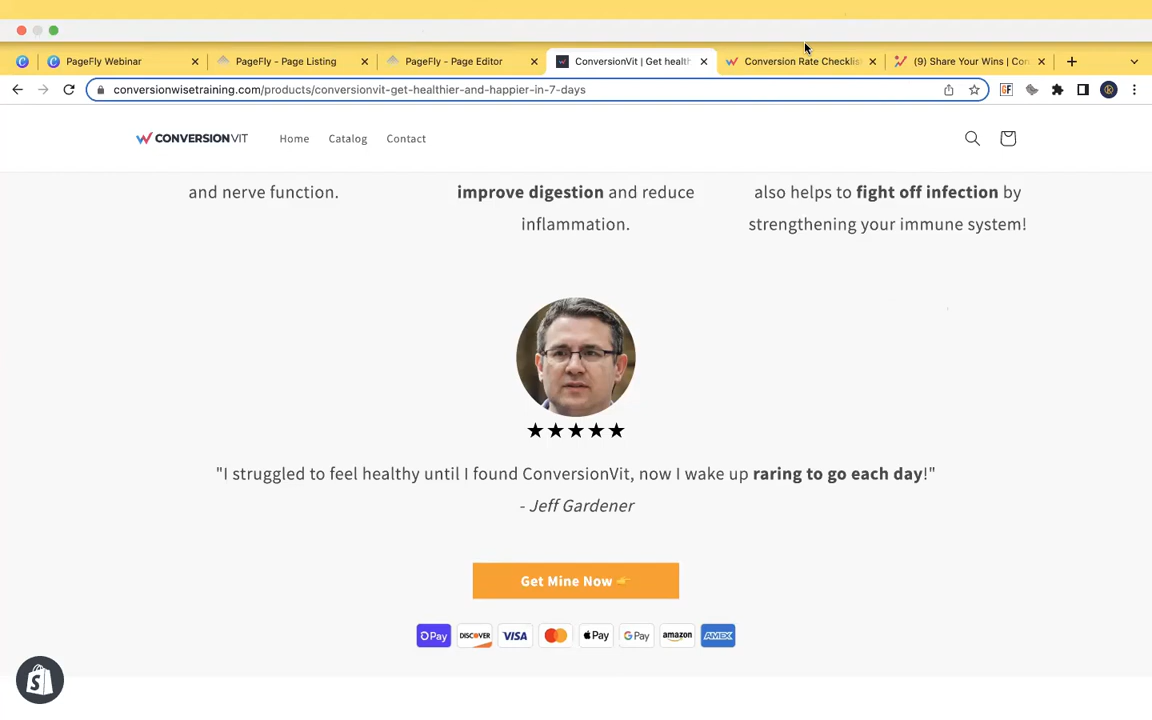 PageFly Webinar
PageFly - Page Listing
PageFly - Page Editor
ConversionVit | Get healt
Conversion Rate Checklis
(9) Share Your Wins | Con
conversionwisetraining.com/products/conversionvit-get-healthier-and-happier-in-7-days
CONVERSIONVIT
Home
Catalog
Contact
and nerve function.
improve digestion and reduce
inflammation.
also helps to fight off infection by
strengthening your immune system!
★★★★★
"I struggled to feel healthy until I found ConversionVit, now I wake up raring to go each day!"
- Jeff Gardener
Get Mine Now 👉
Pay
DISCOVER
VISA
Pay
G Pay
amazon
AMEX